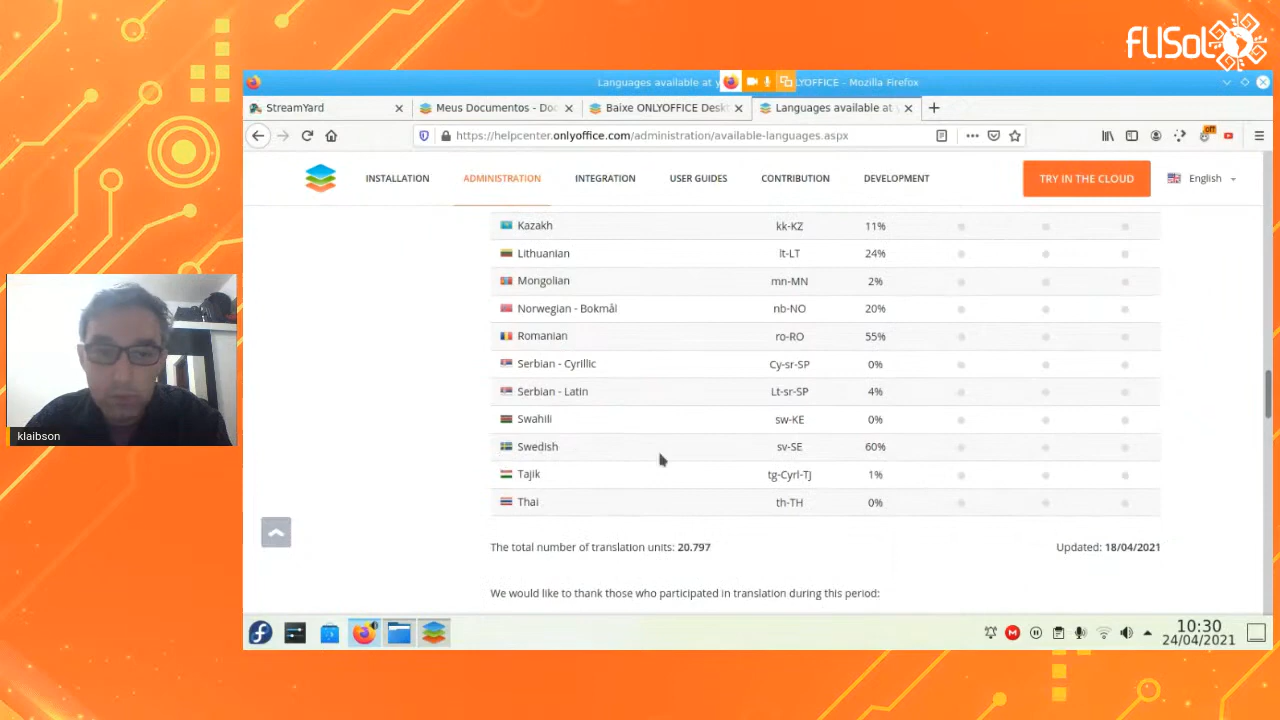 FLISoL
Languages available at y
LYOFFICE - Mozilla Firefox
StreamYard
Meus Documentos - Doc
Baixe ONLYOFFICE Deskt
Languages available at
https://helpcenter.onlyoffice.com/administration/available-languages.aspx
off
INSTALLATION
ADMINISTRATION
INTEGRATION
USER GUIDES
CONTRIBUTION
DEVELOPMENT
TRY IN THE CLOUD
English
Kazakh kk-KZ 11%
Lithuanian lt-LT 24%
Mongolian mn-MN 2%
Norwegian - Bokmål nb-NO 20%
Romanian ro-RO 55%
Serbian - Cyrillic Cy-sr-SP 0%
Serbian - Latin Lt-sr-SP 4%
Swahili sw-KE 0%
Swedish sv-SE 60%
Tajik tg-Cyrl-TJ 1%
Thai th-TH 0%
The total number of translation units: 20.797
Updated: 18/04/2021
We would like to thank those who participated in translation during this period:
klaibson
10:30
24/04/2021